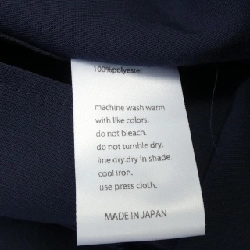 100%polyester
machine wash warm
with like colors.
do not bleach.
do not tumble dry.
line dry.dry in shade.
cool iron.
use press cloth.
MADE IN JAPAN